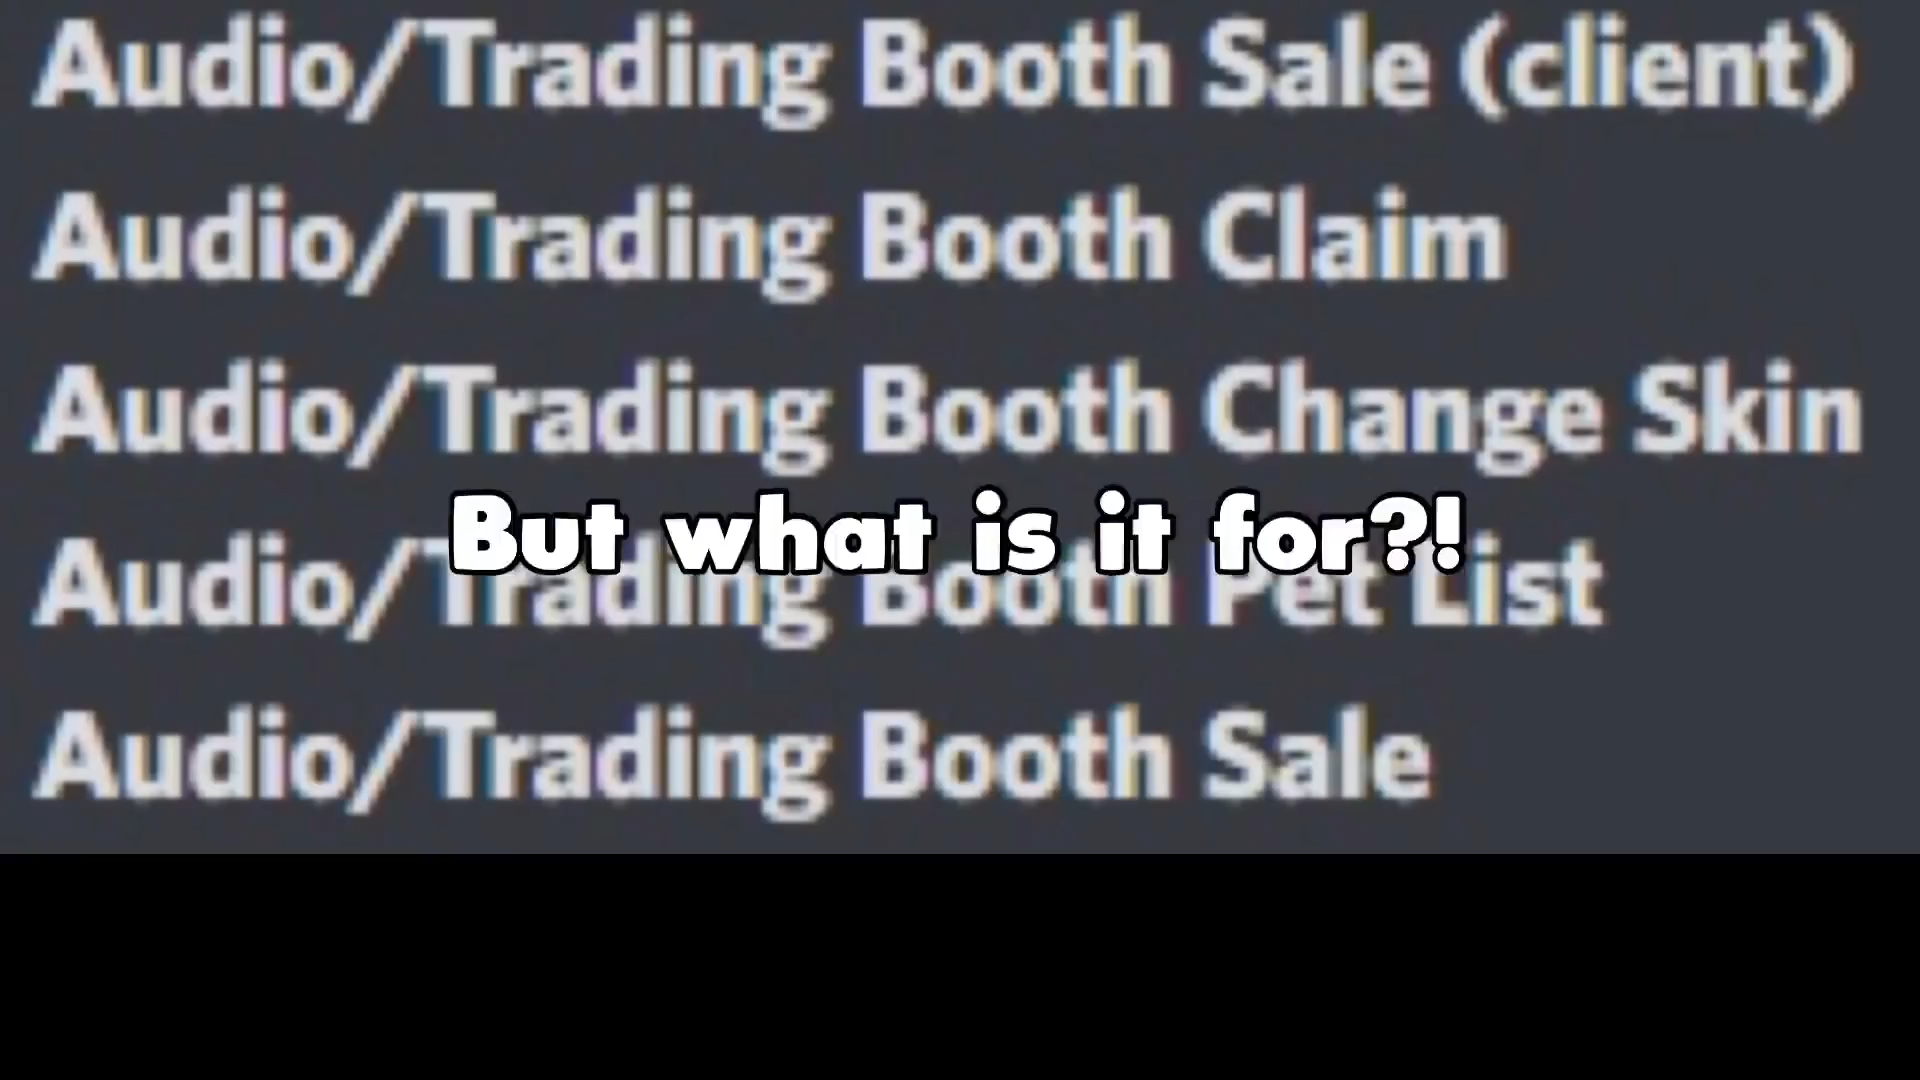 Audio/Trading Booth Sale (client)
Audio/Trading Booth Claim
Audio/Trading Booth Change Skin
But what is it for?!
Audio/Trading Booth Pet List
Audio/Trading Booth Sale